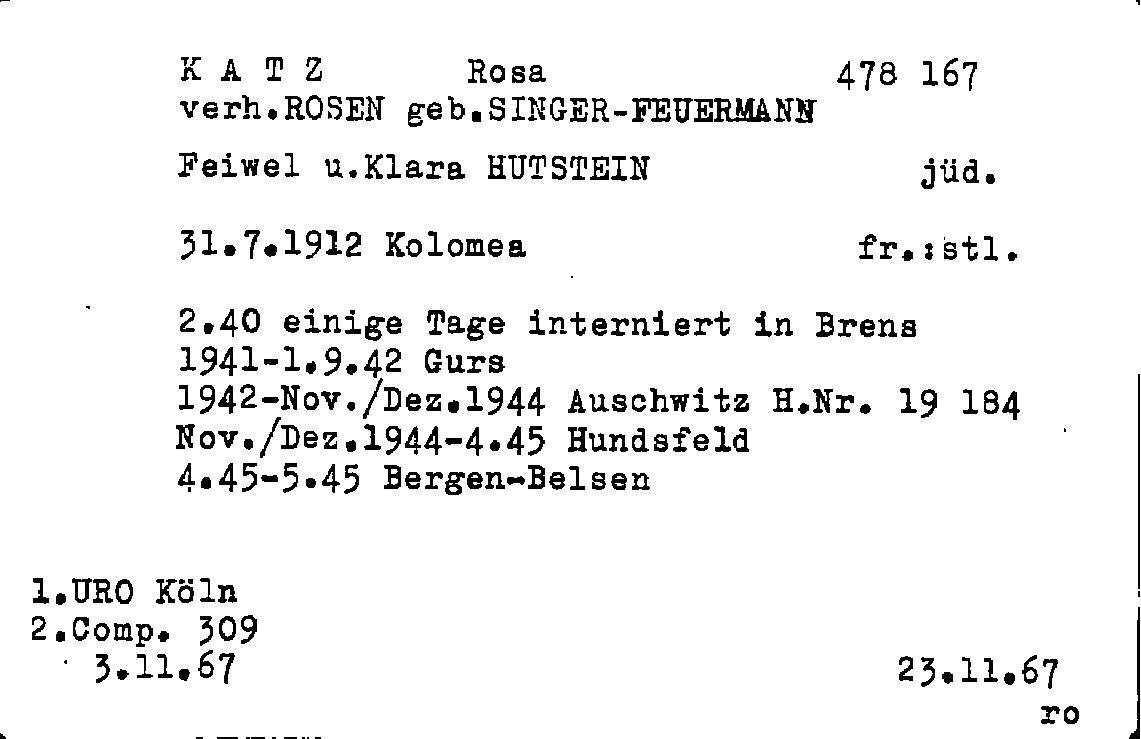 K A T Z Rosa 478 167
verh.ROSEN geb.SINGER-FEUERMANN
Feiwel u.Klara HUTSTEIN jüd.
31.7.1912 Kolomea fr.:stl.
2.40 einige Tage interniert in Brens
1941-1.9.42 Gurs
1942-Nov./Dez.1944 Auschwitz H.Nr. 19 184
Nov./Dez.1944-4.45 Hundsfeld
4.45-5.45 Bergen-Belsen
1.URO Köln
2.Comp. 309
3.11.67 23.11.67
ro